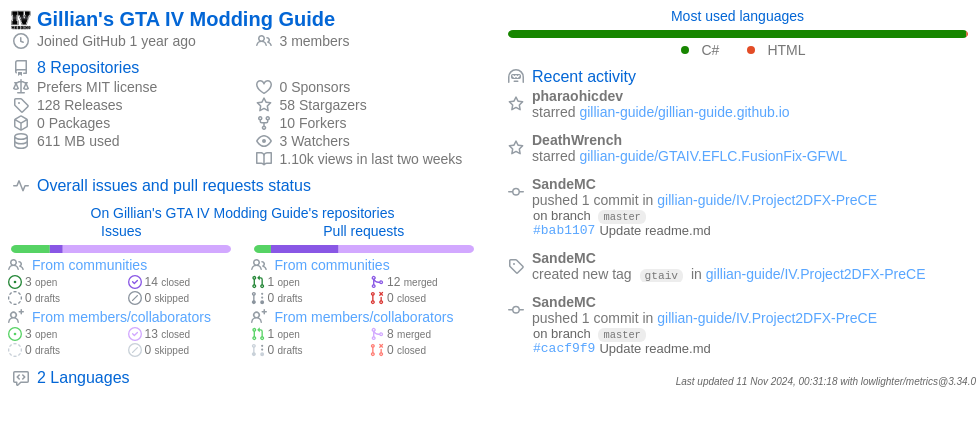 Gillian's GTA IV Modding Guide
Joined GitHub 1 year ago
3 members
8 Repositories
Prefers MIT license
128 Releases
0 Packages
611 MB used
0 Sponsors
58 Stargazers
10 Forkers
3 Watchers
1.10k views in last two weeks
Overall issues and pull requests status
On Gillian's GTA IV Modding Guide's repositories
Issues
From communities
3 open
14 closed
0 drafts
0 skipped
From members/collaborators
3 open
13 closed
0 drafts
0 skipped
Pull requests
From communities
1 open
12 merged
0 drafts
0 closed
From members/collaborators
1 open
8 merged
0 drafts
0 closed
2 Languages
Most used languages
C#
HTML
Recent activity
pharaohicdev
starred gillian-guide/gillian-guide.github.io
DeathWrench
starred gillian-guide/GTAIV.EFLC.FusionFix-GFWL
SandeMC
pushed 1 commit in gillian-guide/IV.Project2DFX-PreCE
on branch master
#bab1107 Update readme.md
SandeMC
created new tag gtaiv in gillian-guide/IV.Project2DFX-PreCE
SandeMC
pushed 1 commit in gillian-guide/IV.Project2DFX-PreCE
on branch master
#cacf9f9 Update readme.md
Last updated 11 Nov 2024, 00:31:18 with lowlighter/metrics@3.34.0